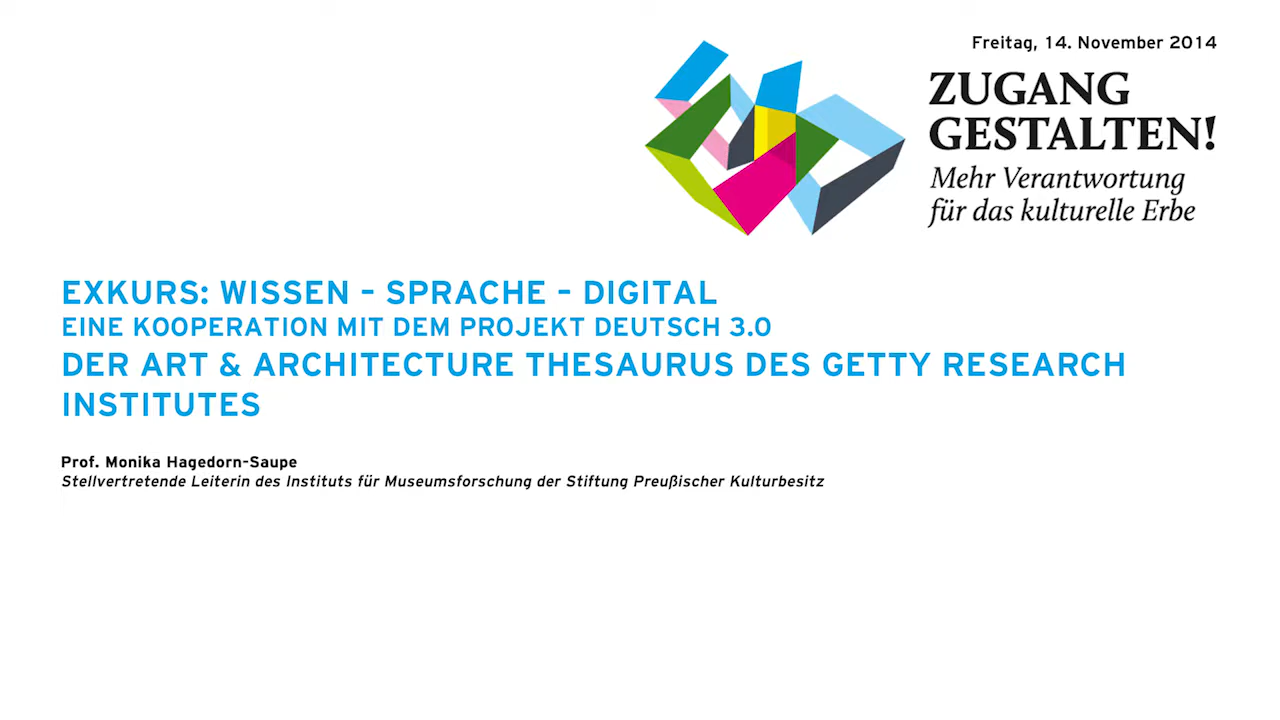 Freitag, 14. November 2014
ZUGANG
GESTALTEN!
Mehr Verantwortung
für das kulturelle Erbe
EXKURS: WISSEN – SPRACHE – DIGITAL
EINE KOOPERATION MIT DEM PROJEKT DEUTSCH 3.0
DER ART & ARCHITECTURE THESAURUS DES GETTY RESEARCH
INSTITUTES
Prof. Monika Hagedorn-Saupe
Stellvertretende Leiterin des Instituts für Museumsforschung der Stiftung Preußischer Kulturbesitz